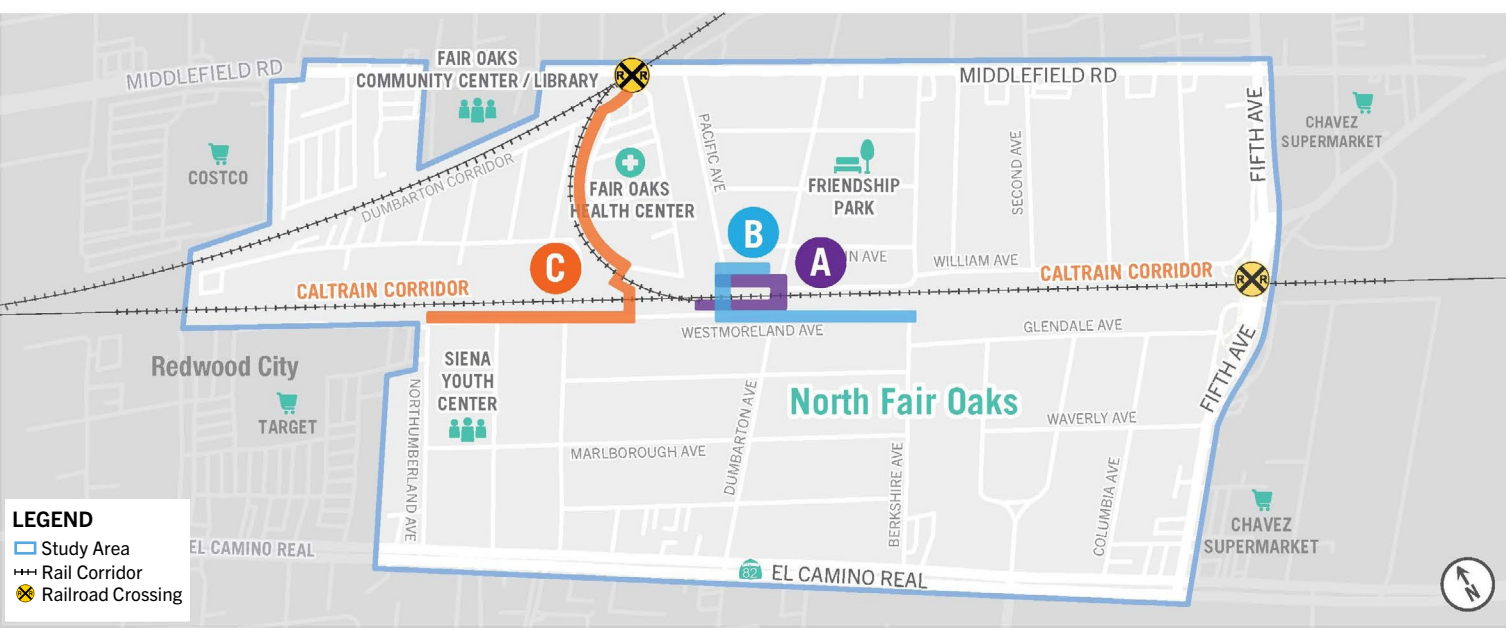 FAIR OAKS
COMMUNITY CENTER / LIBRARY
MIDDLEFIELD RD
MIDDLEFIELD RD
R R
FIFTH AVE
CHAVEZ
SUPERMARKET
COSTCO
DUMBARTON CORRIDOR
PACIFIC AVE
FAIR OAKS
HEALTH CENTER
FRIENDSHIP
PARK
SECOND AVE
B
A
C
N AVE
WILLIAM AVE
CALTRAIN CORRIDOR
CALTRAIN CORRIDOR
R R
WESTMORELAND AVE
GLENDALE AVE
Redwood City
SIENA
YOUTH
CENTER
TARGET
NORTHUMBERLAND AVE
North Fair Oaks
FIFTH AVE
WAVERLY AVE
MARLBOROUGH AVE
DUMBARTON AVE
BERKSHIRE AVE
COLUMBIA AVE
CHAVEZ
SUPERMARKET
LEGEND
Study Area
Rail Corridor
Railroad Crossing
EL CAMINO REAL
82 EL CAMINO REAL
N